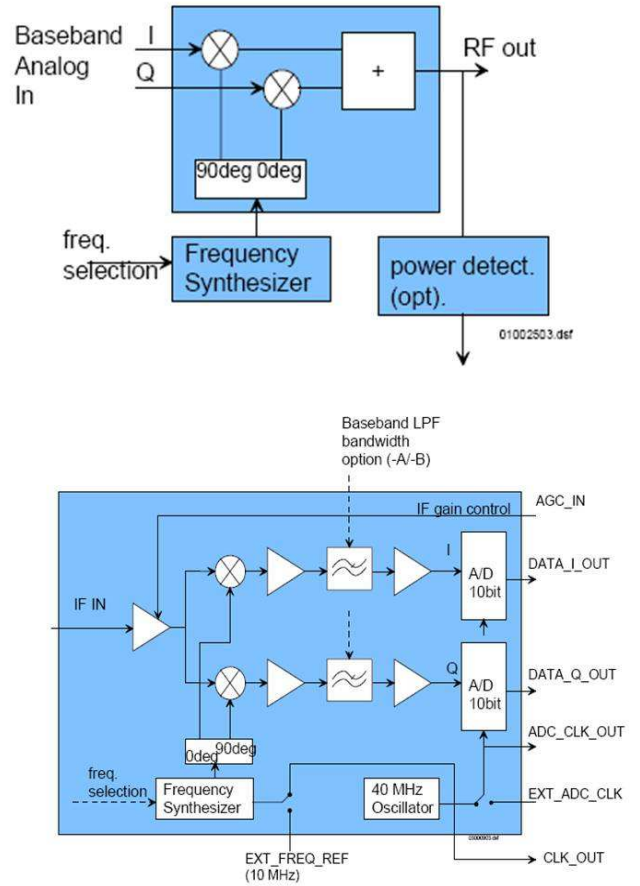 Baseband
Analog
In
I
Q
+
RF out
90deg 0deg
freq.
selection
Frequency
Synthesizer
power detect.
(opt).
01002503.dsf
Baseband LPF
bandwidth
option (-A/-B)
IF gain control
AGC_IN
I
A/D
10bit
DATA_I_OUT
IF IN
Q
A/D
10bit
DATA_Q_OUT
0deg
90deg
ADC_CLK_OUT
freq.
selection
Frequency
Synthesizer
40 MHz
Oscillator
EXT_ADC_CLK
EXT_FREQ_REF
(10 MHz)
CLK_OUT